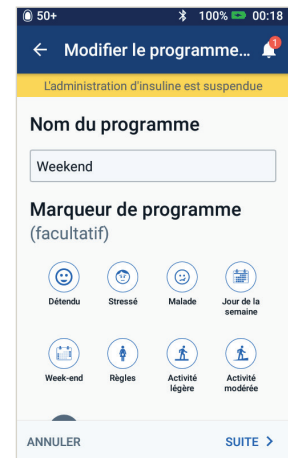 50+ 100% 00:18
Modifier le programme... 1
L'administration d'insuline est suspendue
Nom du programme
Weekend
Marqueur de programme
(facultatif)
Détendu Stressé Malade Jour de la
semaine
Week-end Règles Activité Activité
légère modérée
ANNULER SUITE